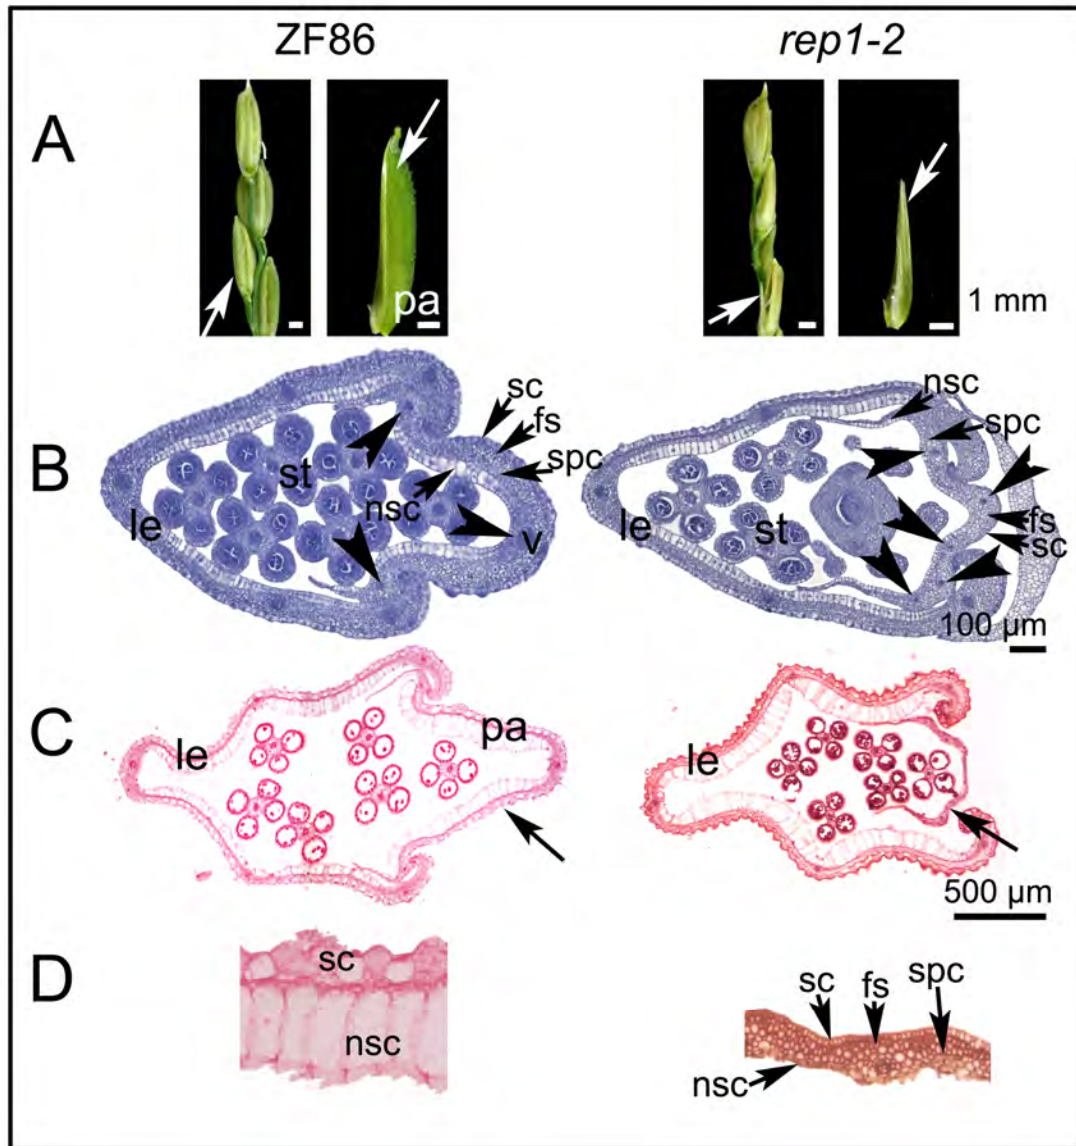 ZF86 rep1-2
A
pa
1 mm
B
sc
fs
spc
st
nsc
le
v
nsc
spc
st
le
fs
sc
100 µm
C
le
pa
le
500 µm
D
sc
nsc
sc fs spc
nsc